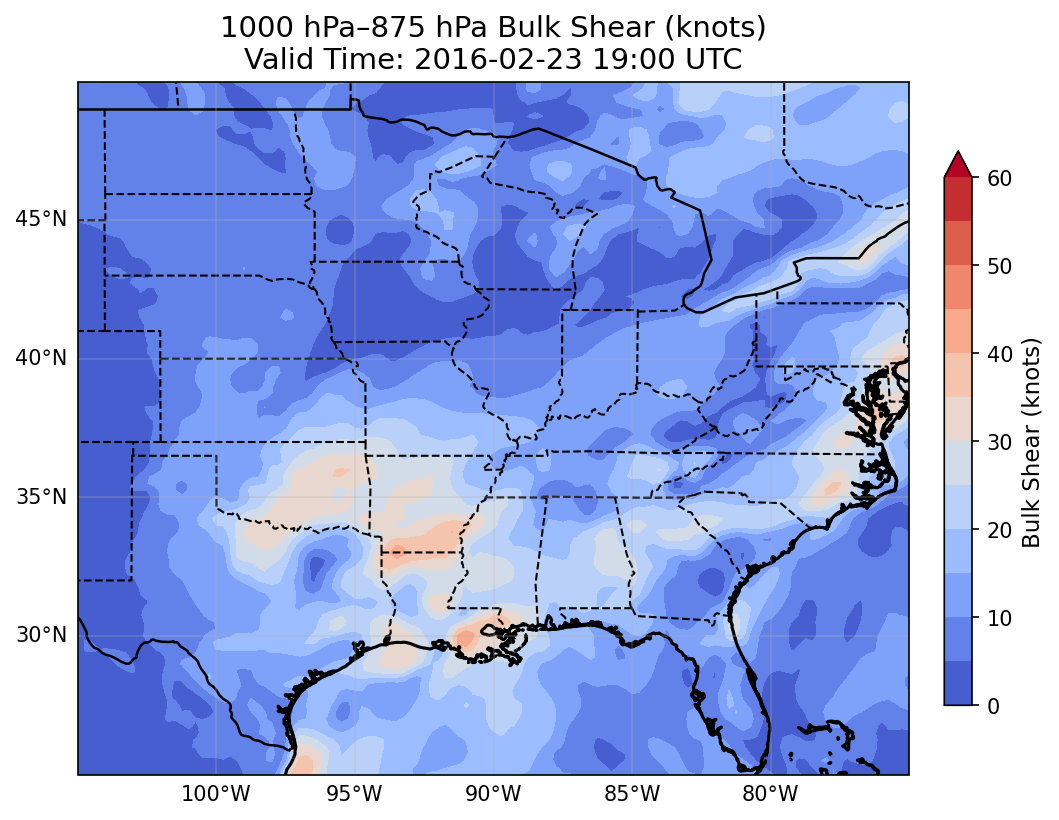 1000 hPa–875 hPa Bulk Shear (knots)
Valid Time: 2016-02-23 19:00 UTC
45°N
40°N
35°N
30°N
100°W
95°W
90°W
85°W
80°W
60
50
40
30
20
10
0
Bulk Shear (knots)